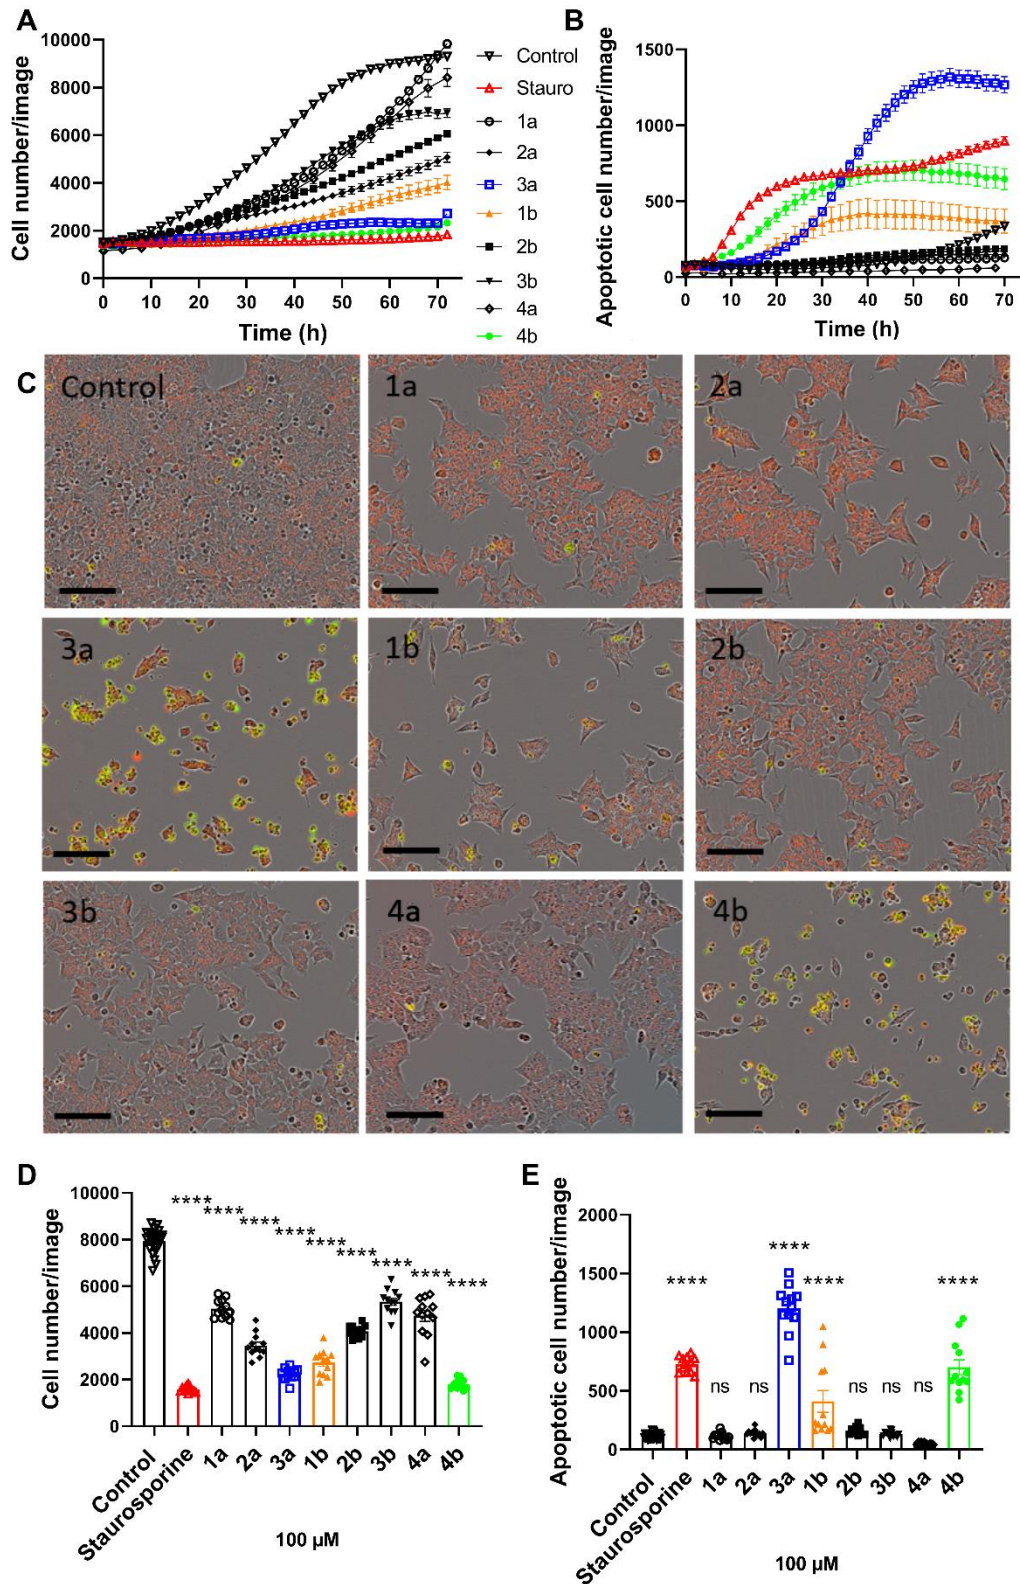 A
Cell number/image
10000
8000
6000
4000
2000
0
0 10 20 30 40 50 60 70
Time (h)
Control
Stauro
1a
2a
3a
1b
2b
3b
4a
4b
B
Apoptotic cell number/image
1500
1000
500
0
0 10 20 30 40 50 60 70
Time (h)
C
Control
1a
2a
3a
1b
2b
3b
4a
4b
D
Cell number/image
10000
8000
6000
4000
2000
0
**** **** **** **** **** **** **** **** ****
Control Staurosporine 1a 2a 3a 1b 2b 3b 4a 4b
100 µM
E
Apoptotic cell number/image
2000
1500
1000
500
0
**** ns ns **** **** ns ns ns ****
Control Staurosporine 1a 2a 3a 1b 2b 3b 4a 4b
100 µM